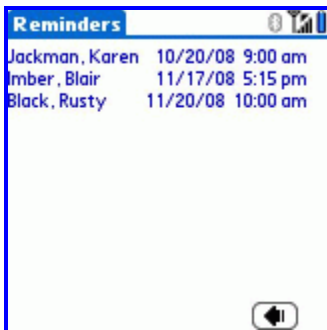 Reminders
Jackman, Karen 10/20/08 9:00 am
Imber, Blair 11/17/08 5:15 pm
Black, Rusty 11/20/08 10:00 am